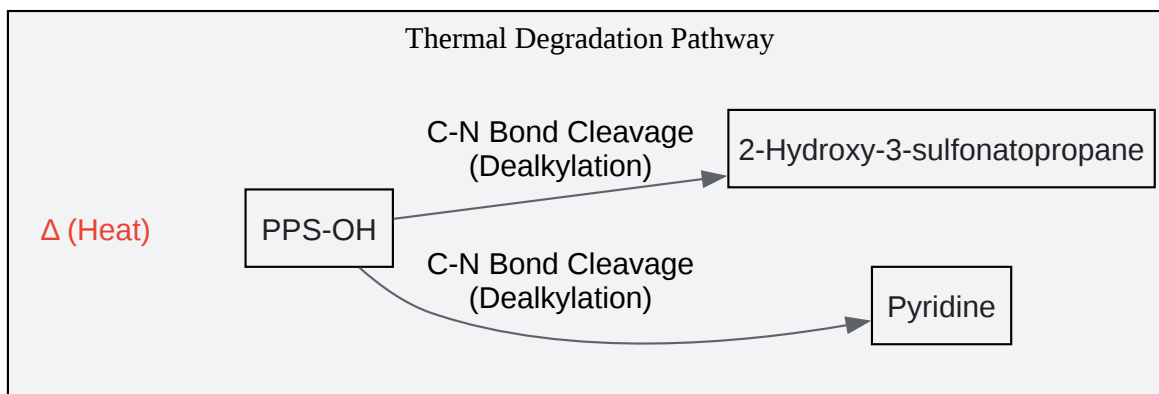 Thermal Degradation Pathway
C-N Bond Cleavage
(Dealkylation)
2-Hydroxy-3-sulfonatopropane
Δ (Heat)
PPS-OH
C-N Bond Cleavage
(Dealkylation)
Pyridine